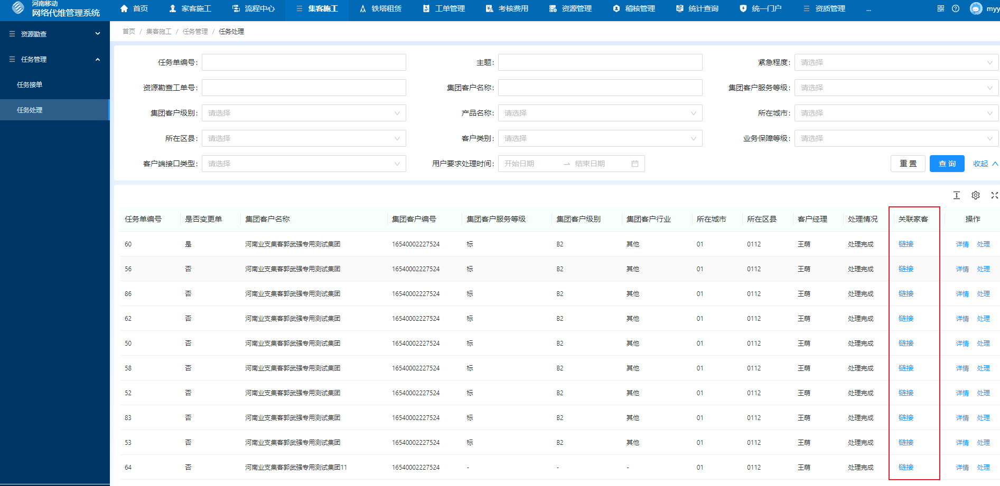 河南移动
网络代维管理系统
首页 家客施工 流程中心 集客施工 铁塔租赁 工单管理 考核费用 资源管理 稽核管理 统计查询 统一门户 资质管理 ... myy
资源勘查
任务管理
任务接单
任务处理
首页 / 集客施工 / 任务管理 / 任务处理
任务单编号: 主题: 紧急程度: 请选择
资源勘查工单号: 集团客户名称: 集团客户服务等级: 请选择
集团客户级别: 请选择 产品名称: 请选择 所在城市: 请选择
所在区县: 请选择 客户类别: 请选择 业务保障等级: 请选择
客户端接口类型: 请选择 用户要求处理时间: 开始日期 → 结束日期 重置 查询 收起
任务单编号 是否变更单 集团客户名称 集团客户编号 集团客户服务等级 集团客户级别 集团客户行业 所在城市 所在区县 客户经理 处理情况 关联家客 操作
60 是 河南业支集客郭武强专用测试集团 16540002227524 标 B2 其他 01 0112 王萌 处理完成 链接 详情 处理
56 否 河南业支集客郭武强专用测试集团 16540002227524 标 B2 其他 01 0112 王萌 处理完成 链接 详情 处理
86 否 河南业支集客郭武强专用测试集团 16540002227524 标 B2 其他 01 0112 王萌 处理完成 链接 详情 处理
62 否 河南业支集客郭武强专用测试集团 16540002227524 标 B2 其他 01 0112 王萌 处理完成 链接 详情 处理
50 否 河南业支集客郭武强专用测试集团 16540002227524 标 B2 其他 01 0112 王萌 处理完成 链接 详情 处理
58 否 河南业支集客郭武强专用测试集团 16540002227524 标 B2 其他 01 0112 王萌 处理完成 链接 详情 处理
52 否 河南业支集客郭武强专用测试集团 16540002227524 标 B2 其他 01 0112 王萌 处理完成 链接 详情 处理
83 否 河南业支集客郭武强专用测试集团 16540002227524 标 B2 其他 01 0112 王萌 处理完成 链接 详情 处理
53 否 河南业支集客郭武强专用测试集团 16540002227524 标 B2 其他 01 0112 王萌 处理完成 链接 详情 处理
64 否 河南业支集客郭武强专用测试集团11 16540002227524 - - - 01 0112 王萌 处理完成 链接 详情 处理